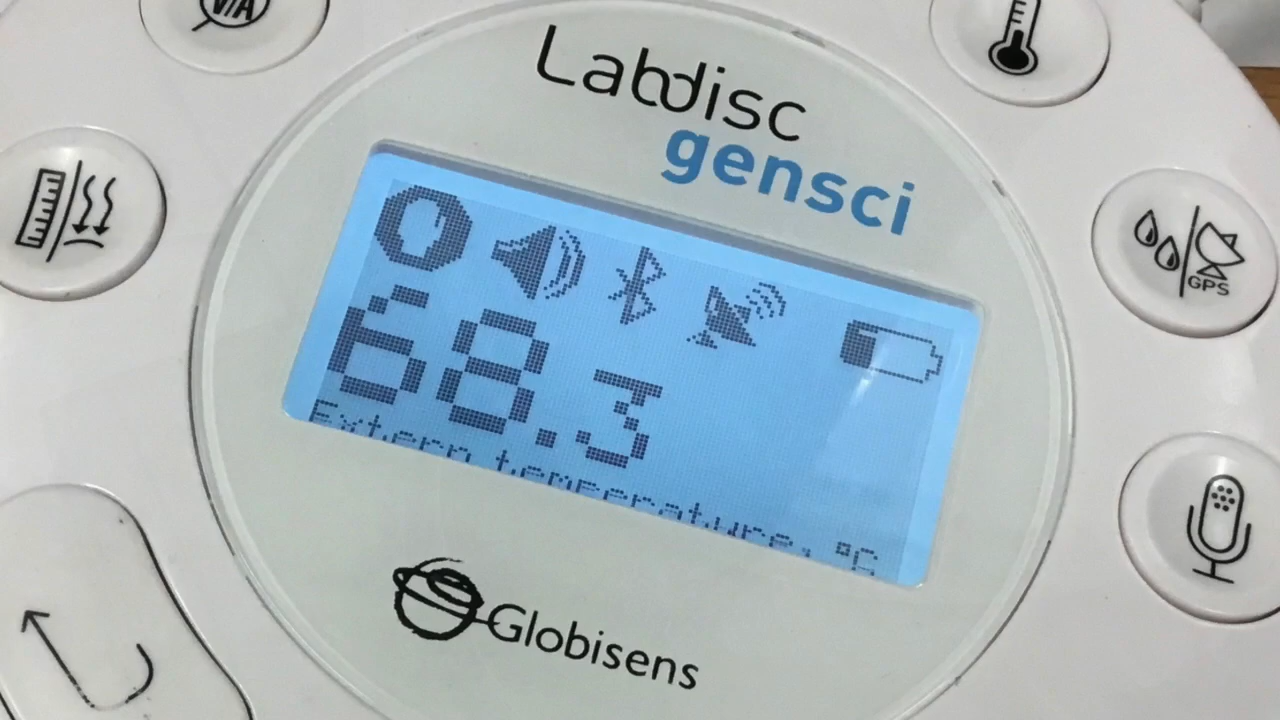 V/A
Labdisc
gensci
GPS
68.3
Extern temperature, °C
Globisens